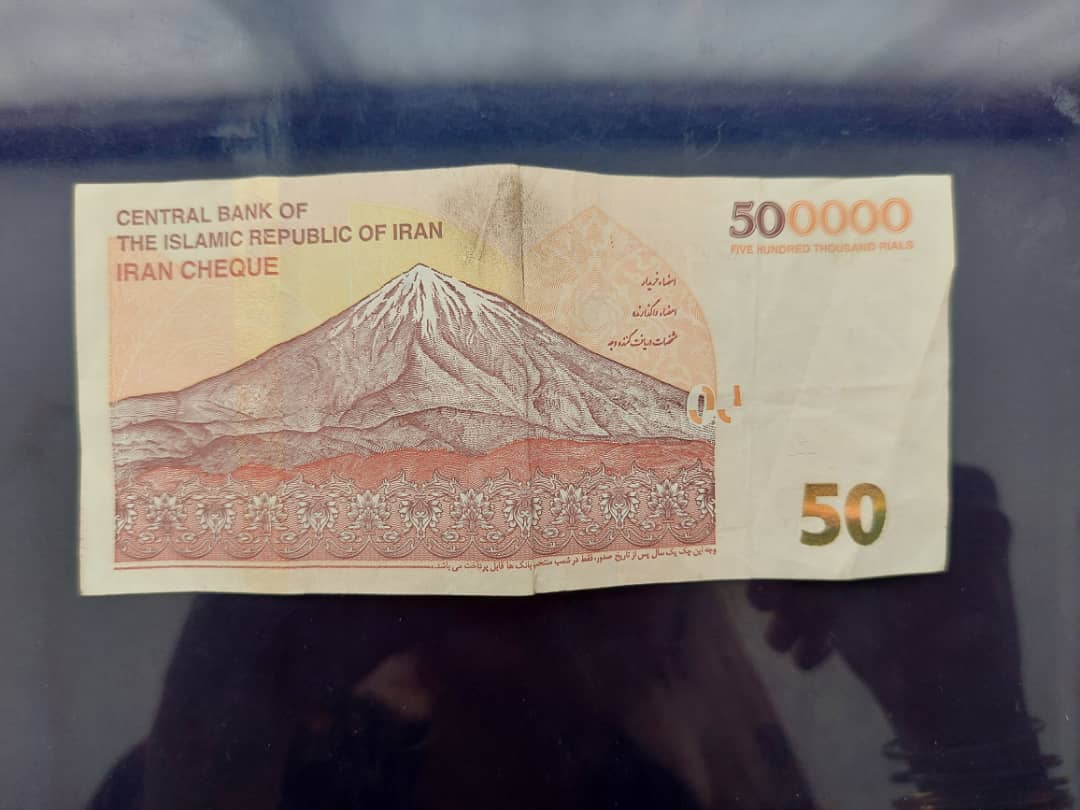 CENTRAL BANK OF
THE ISLAMIC REPUBLIC OF IRAN
IRAN CHEQUE
500000
FIVE HUNDRED THOUSAND RIALS
امضاء خریدار
امضاء واگذارنده
مشخصات دریافت کننده وجه
50
وجه این چک یک سال پس از تاریخ صدور، فقط در شعب منتخب بانک ها قابل پرداخت می باشد.